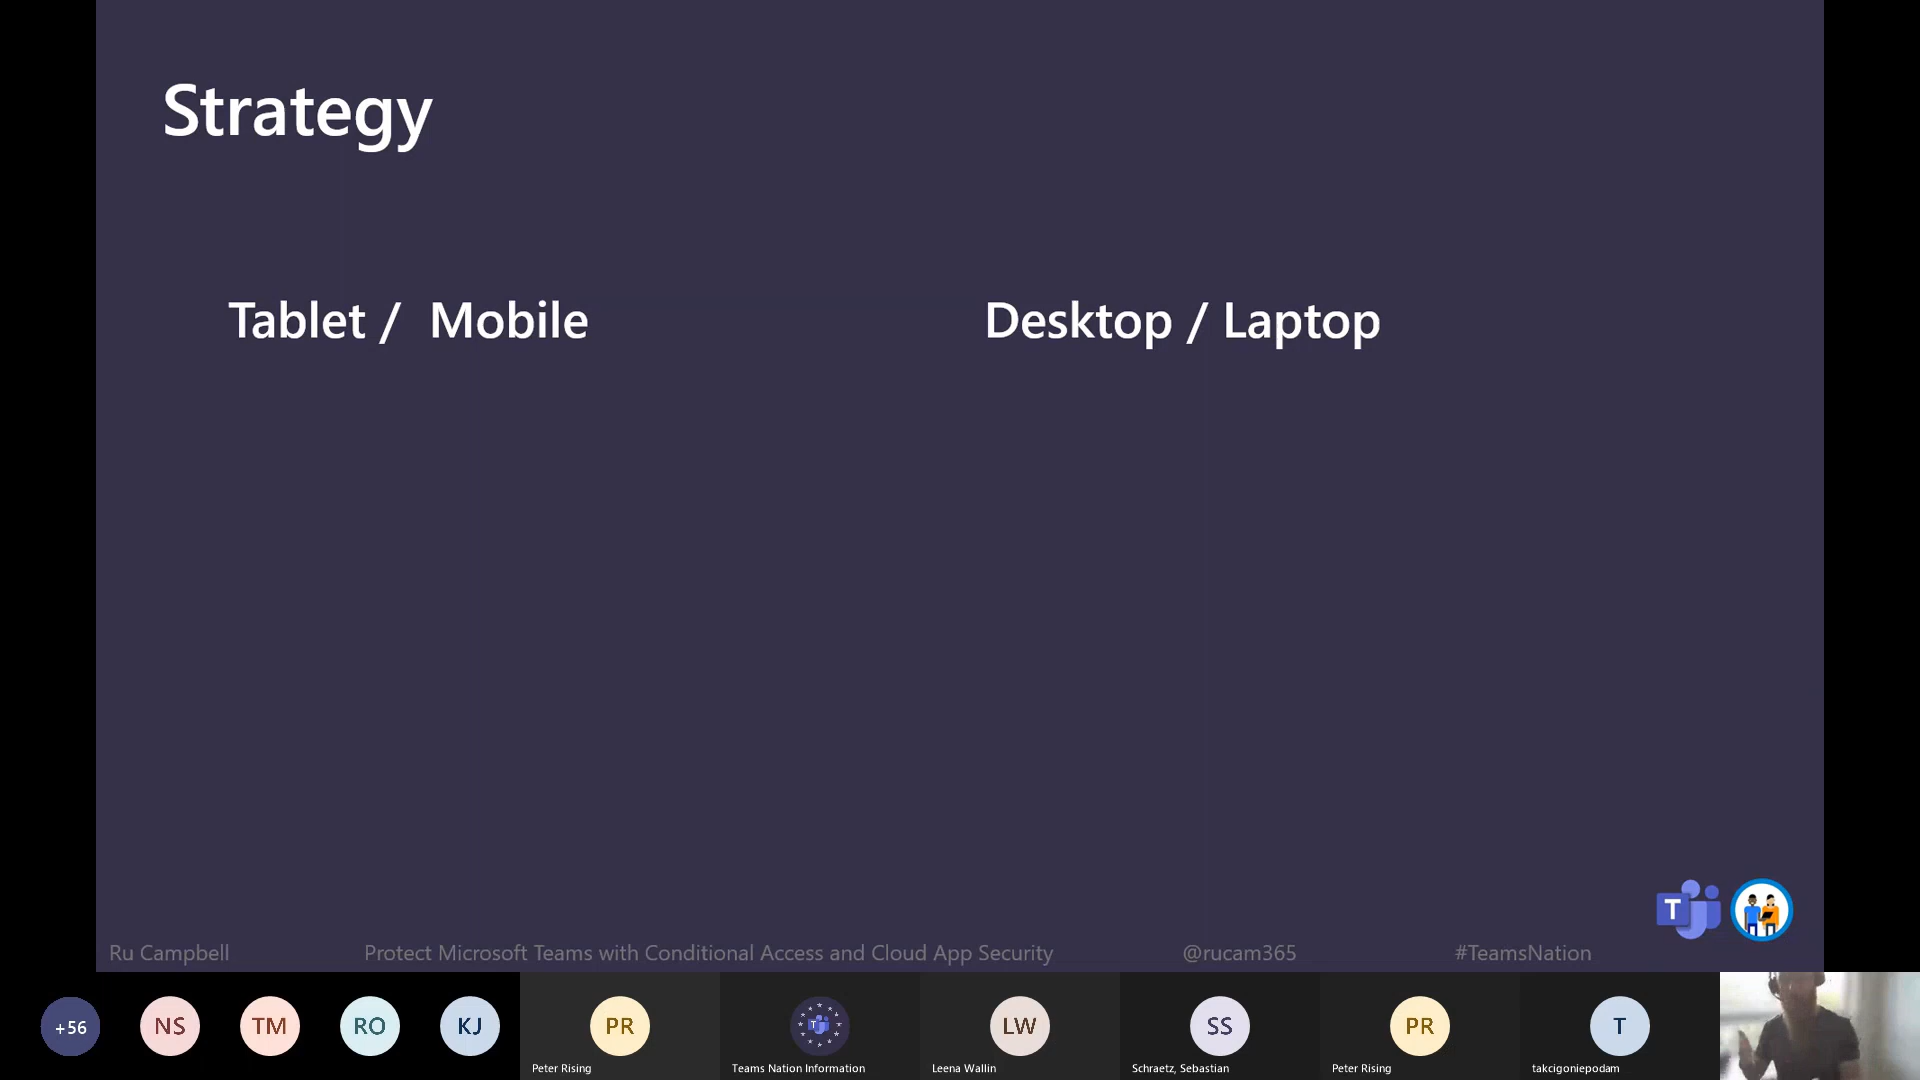 Strategy
Tablet /  Mobile
Desktop / Laptop
T
Ru Campbell
Protect Microsoft Teams with Conditional Access and Cloud App Security
@rucam365
#TeamsNation
+56
NS
TM
RO
KJ
PR
LW
SS
PR
T
Peter Rising
Teams Nation Information
Leena Wallin
Schraetz, Sebastian
Peter Rising
takcigoniepodam